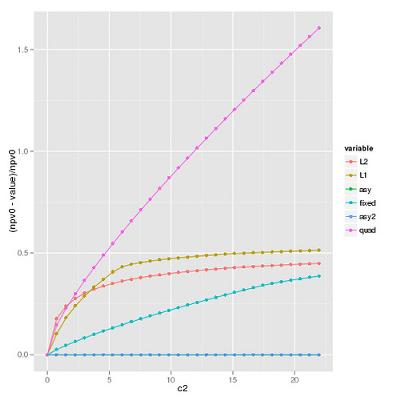 1.5
1.0
0.5
0.0
(npv0 - value)/npv0
0 5 10 15 20
c2
variable
L2
L1
asy
fixed
asy2
quad